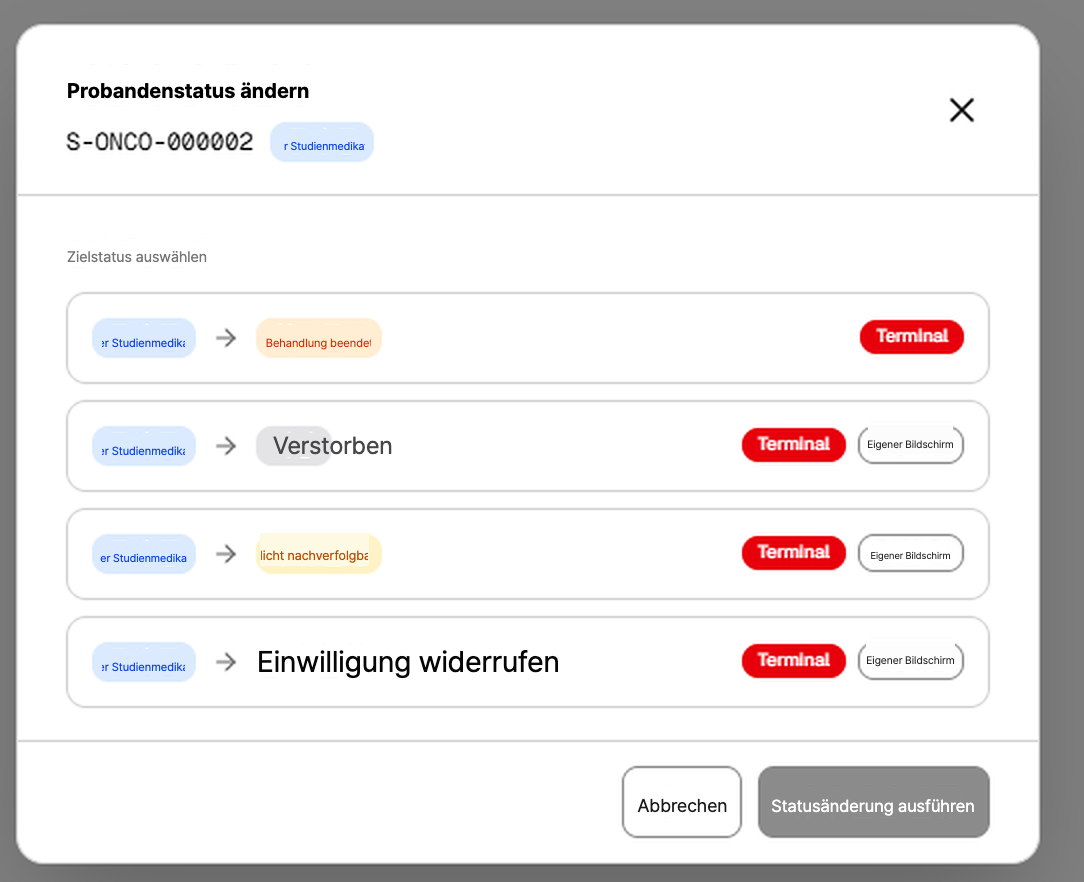 Probandenstatus ändern
S-ONCO-000002 r Studienmedika
Zielstatus auswählen
er Studienmedika → Behandlung beendet Terminal
er Studienmedika → Verstorben Terminal Eigener Bildschirm
er Studienmedika → licht nachverfolgba Terminal Eigener Bildschirm
er Studienmedika → Einwilligung widerrufen Terminal Eigener Bildschirm
Abbrechen Statusänderung ausführen